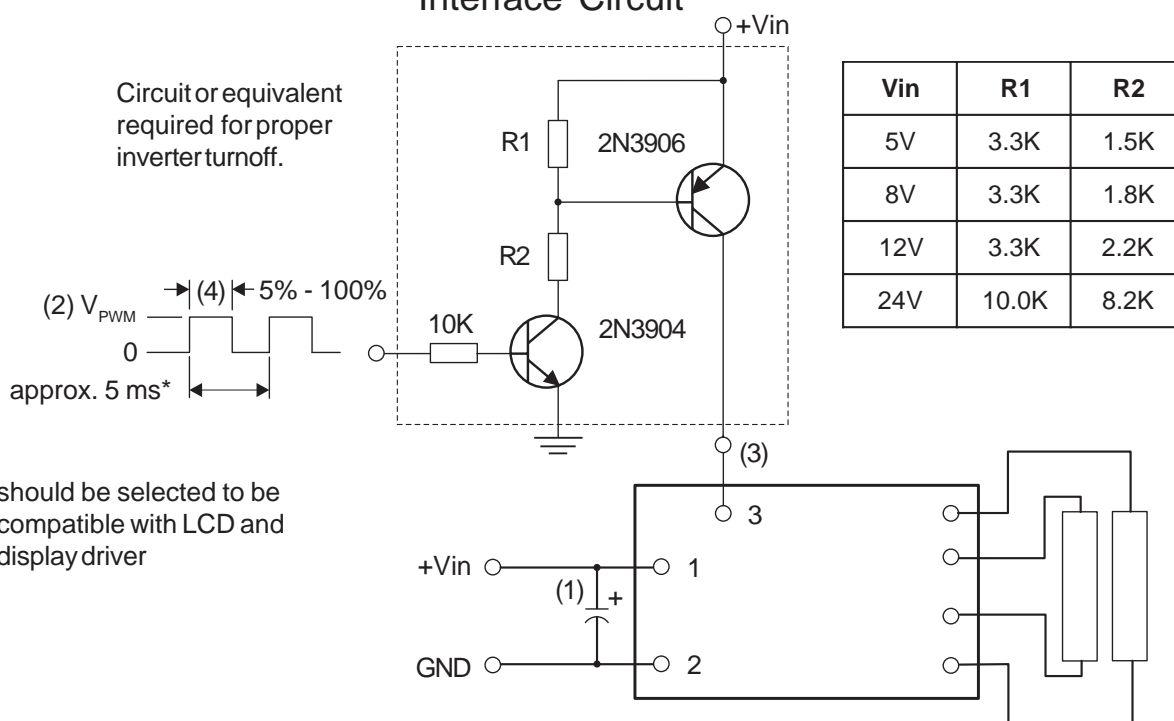 Interface Circuit
+Vin
Circuit or equivalent
required for proper
inverter turnoff.
R1
2N3906
R2
(2) VPWM
(4)
5% - 100%
0
approx. 5 ms*
10K
2N3904
Vin R1 R2
5V 3.3K 1.5K
8V 3.3K 1.8K
12V 3.3K 2.2K
24V 10.0K 8.2K
(3)
should be selected to be
compatible with LCD and
display driver
3
+Vin
1
(1)
+
GND
2